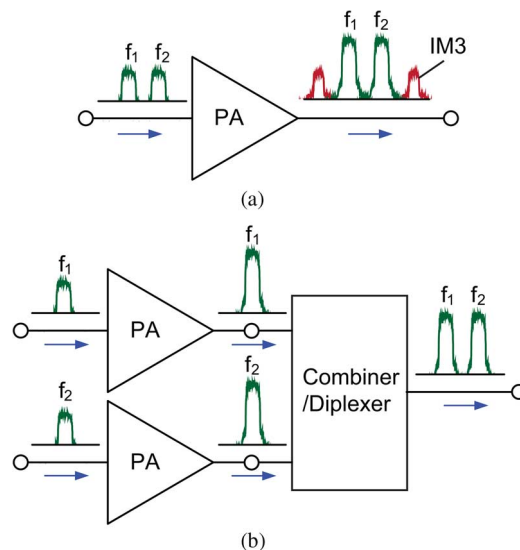 f1 f2
f1 f2
IM3
PA
(a)
f1
f1
PA
f1 f2
f2
f2
Combiner
/Diplexer
PA
(b)